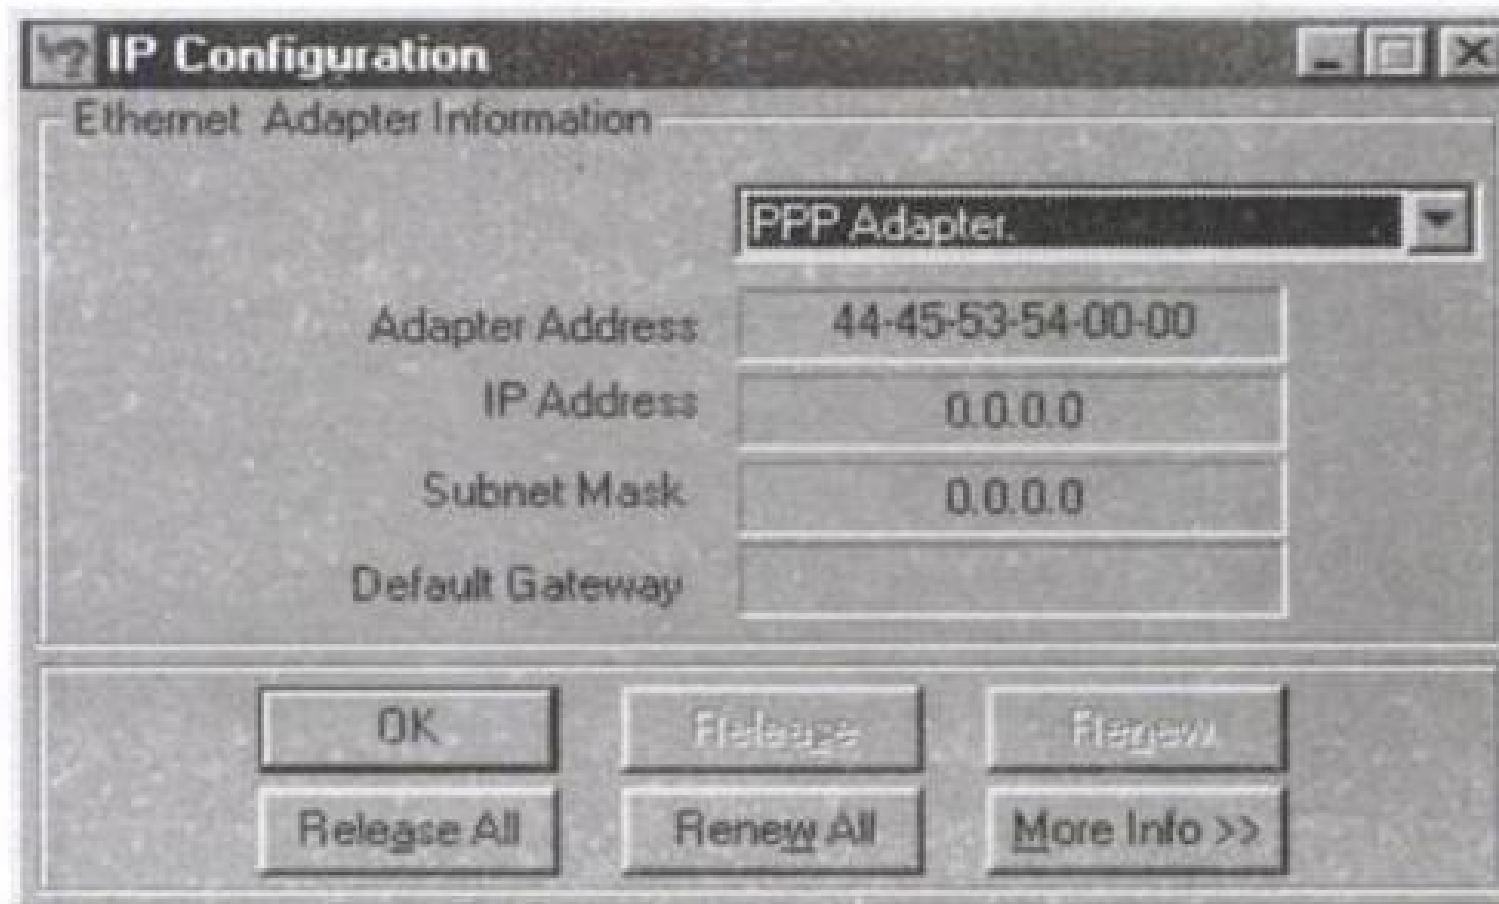 IP Configuration
Ethernet Adapter Information
PPP Adapter.
Adapter Address 44-45-53-54-00-00
IP Address 0.0.0.0
Subnet Mask 0.0.0.0
Default Gateway
OK Release Renew
Release All Renew All More Info >>